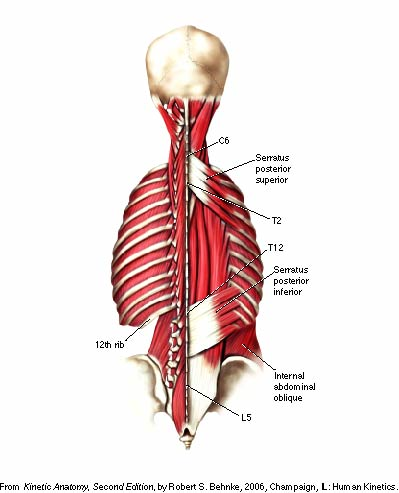 C6
Serratus
posterior
superior
T2
T12
Serratus
posterior
inferior
12th rib
Internal
abdominal
oblique
L5
From Kinetic Anatomy, Second Edition, by Robert S. Behnke, 2006, Champaign, IL: Human Kinetics.